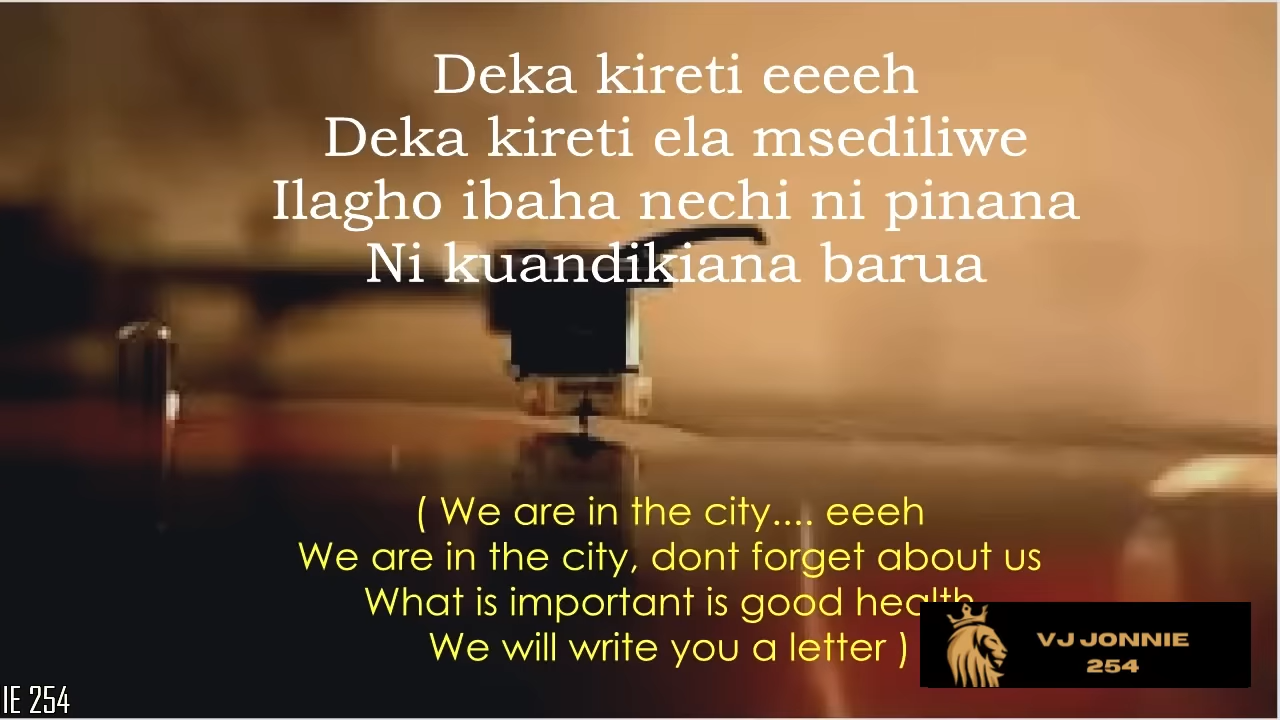 Deka kireti eeeeh
Deka kireti ela msediliwe
Ilagho ibaha nechi ni pinana
Ni kuandikiana barua
( We are in the city.... eeeh
We are in the city, dont forget about us
What is important is good health
We will write you a letter )
VJ JONNIE
254
IE 254